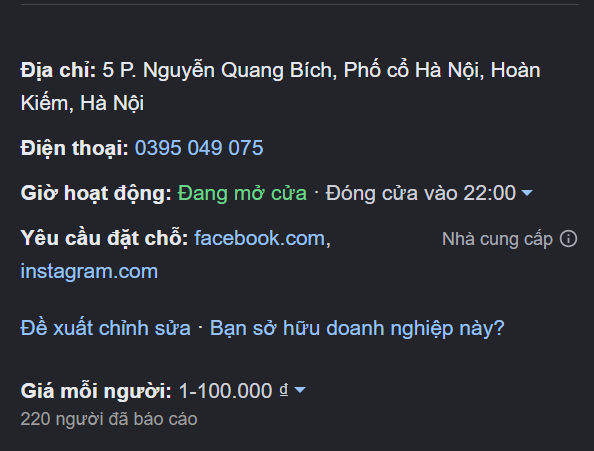 Địa chỉ: 5 P. Nguyễn Quang Bích, Phố cổ Hà Nội, Hoàn
Kiếm, Hà Nội
Điện thoại: 0395 049 075
Giờ hoạt động: Đang mở cửa · Đóng cửa vào 22:00
Yêu cầu đặt chỗ: facebook.com, Nhà cung cấp
instagram.com
Đề xuất chỉnh sửa · Bạn sở hữu doanh nghiệp này?
Giá mỗi người: 1-100.000 ₫
220 người đã báo cáo